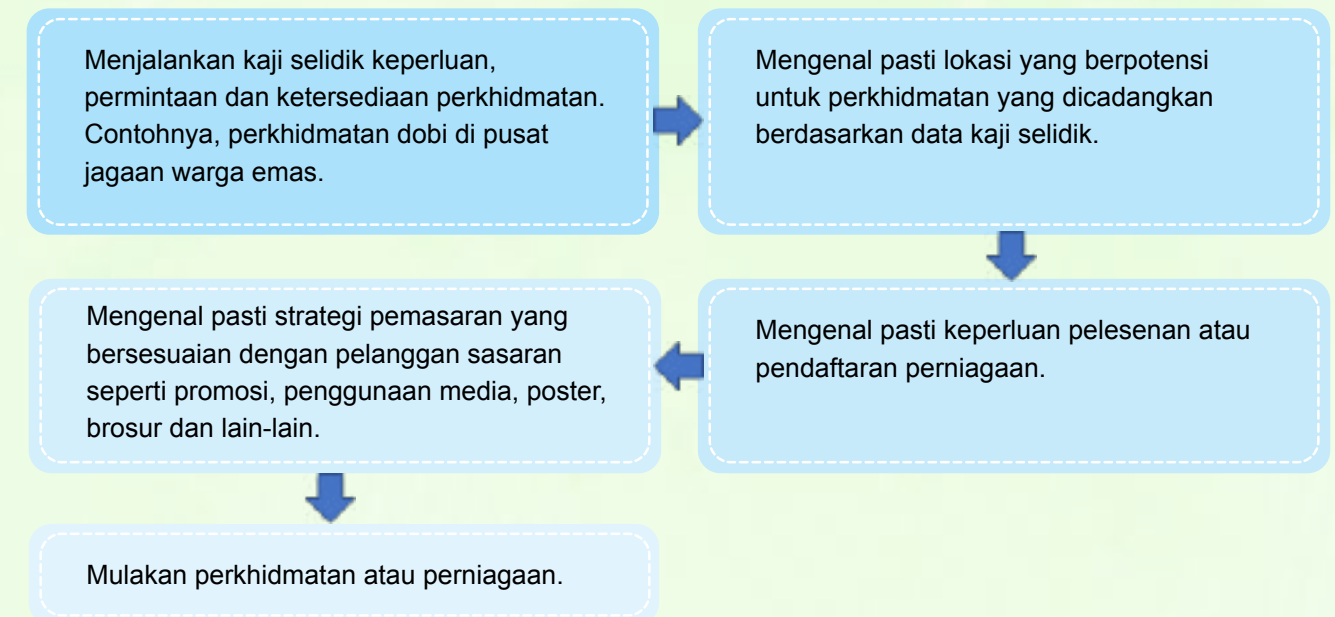 Menjalankan kaji selidik keperluan,
permintaan dan ketersediaan perkhidmatan.
Contohnya, perkhidmatan dobi di pusat
jagaan warga emas.
Mengenal pasti lokasi yang berpotensi
untuk perkhidmatan yang dicadangkan
berdasarkan data kaji selidik.
Mengenal pasti keperluan pelesenan atau
pendaftaran perniagaan.
Mengenal pasti strategi pemasaran yang
bersesuaian dengan pelanggan sasaran
seperti promosi, penggunaan media, poster,
brosur dan lain-lain.
Mulakan perkhidmatan atau perniagaan.